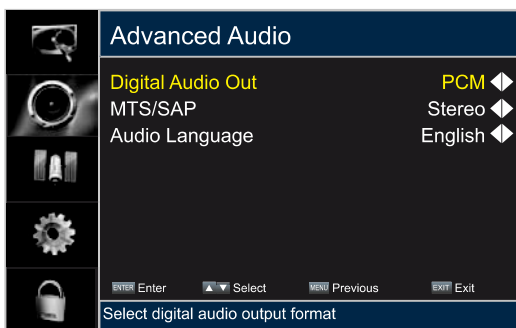 Advanced Audio
Digital Audio Out PCM
MTS/SAP Stereo
Audio Language English
ENTER Enter Select MENU Previous EXIT Exit
Select digital audio output format